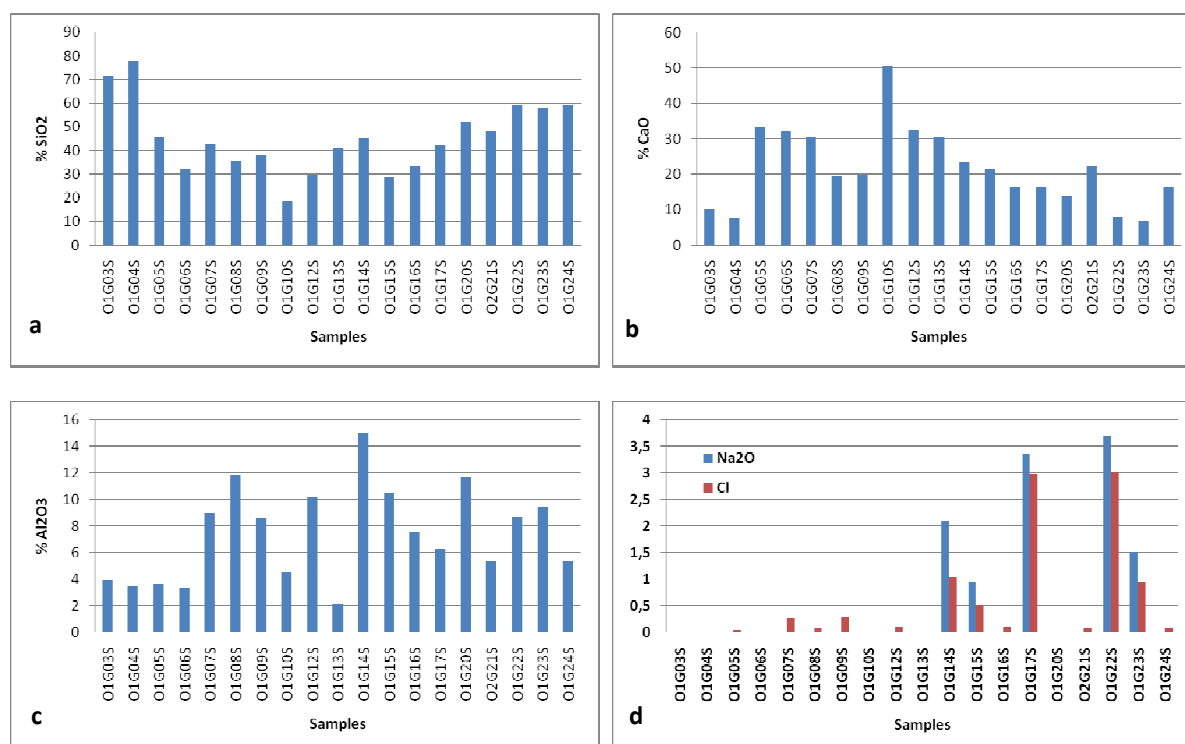 90
80
70
60
50
40
30
20
10
0
% SiO2
O1G03S
O1G04S
O1G05S
O1G06S
O1G07S
O1G08S
O1G09S
O1G10S
O1G12S
O1G13S
O1G14S
O1G15S
O1G16S
O1G17S
O1G20S
O2G21S
O1G22S
O1G23S
O1G24S
Samples
a
60
50
40
30
20
10
0
% CaO
O1G03S
O1G04S
O1G05S
O1G06S
O1G07S
O1G08S
O1G09S
O1G10S
O1G12S
O1G13S
O1G14S
O1G15S
O1G16S
O1G17S
O1G20S
O2G21S
O1G22S
O1G23S
O1G24S
Samples
b
16
14
12
10
8
6
4
2
0
% Al2O3
O1G03S
O1G04S
O1G05S
O1G06S
O1G07S
O1G08S
O1G09S
O1G10S
O1G12S
O1G13S
O1G14S
O1G15S
O1G16S
O1G17S
O1G20S
O2G21S
O1G22S
O1G23S
O1G24S
Samples
c
4
3,5
3
2,5
2
1,5
1
0,5
0
Na2O
Cl
O1G03S
O1G04S
O1G05S
O1G06S
O1G07S
O1G08S
O1G09S
O1G10S
O1G12S
O1G13S
O1G14S
O1G15S
O1G16S
O1G17S
O1G20S
O2G21S
O1G22S
O1G23S
O1G24S
Samples
d